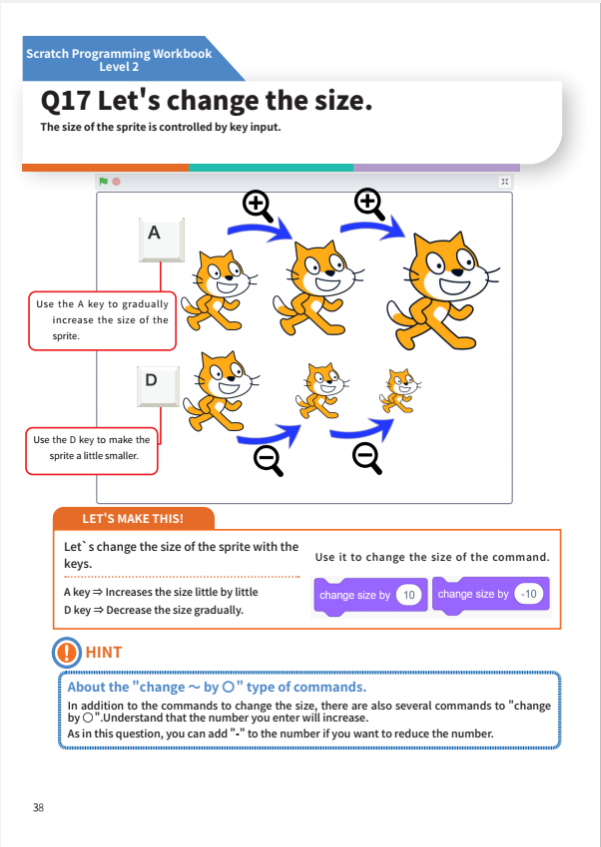 Scratch Programming Workbook
Level 2
Q17 Let's change the size.
The size of the sprite is controlled by key input.
A
Use the A key to gradually
increase the size of the
sprite.
D
Use the D key to make the
sprite a little smaller.
LET'S MAKE THIS!
Let`s change the size of the sprite with the
keys.
A key ⇒ Increases the size little by little
D key ⇒ Decrease the size gradually.
Use it to change the size of the command.
change size by 10
change size by -10
HINT
About the "change ～ by ○" type of commands.
In addition to the commands to change the size, there are also several commands to "change
by ○".Understand that the number you enter will increase.
As in this question, you can add "-" to the number if you want to reduce the number.
38